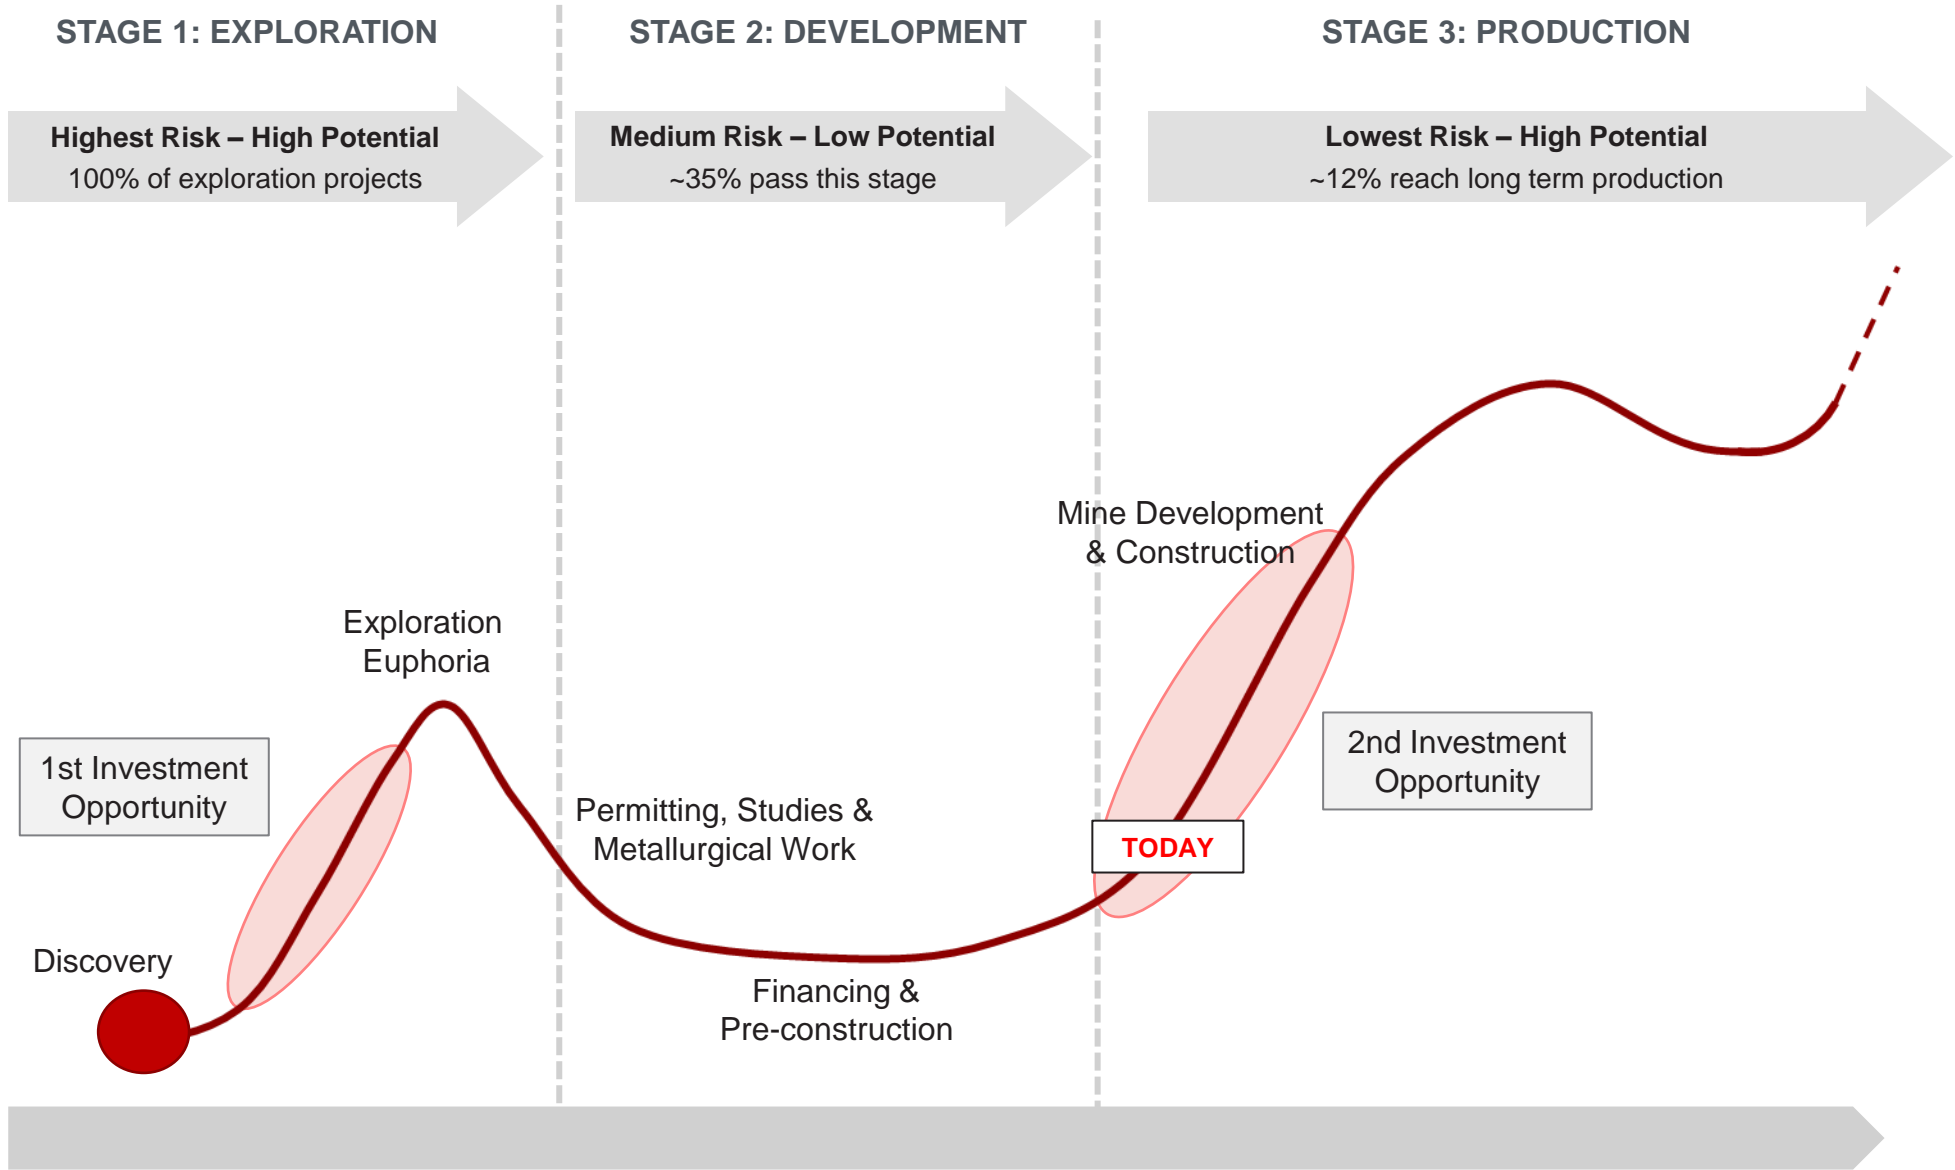 STAGE 1: EXPLORATION
STAGE 2: DEVELOPMENT
STAGE 3: PRODUCTION
Highest Risk – High Potential
100% of exploration projects
Medium Risk – Low Potential
~35% pass this stage
Lowest Risk – High Potential
~12% reach long term production
Mine Development
& Construction
Exploration
Euphoria
1st Investment
Opportunity
2nd Investment
Opportunity
Permitting, Studies &
Metallurgical Work
TODAY
Discovery
Financing &
Pre-construction